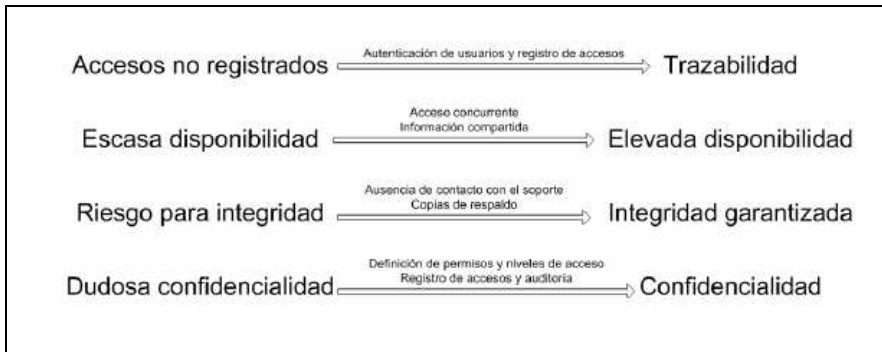 Accesos no registrados
Autenticación de usuarios y registro de accesos
Trazabilidad
Escasa disponibilidad
Acceso concurrente
Información compartida
Elevada disponibilidad
Riesgo para integridad
Ausencia de contacto con el soporte
Copias de respaldo
Integridad garantizada
Dudosa confidencialidad
Definición de permisos y niveles de acceso
Registro de accesos y auditoría
Confidencialidad